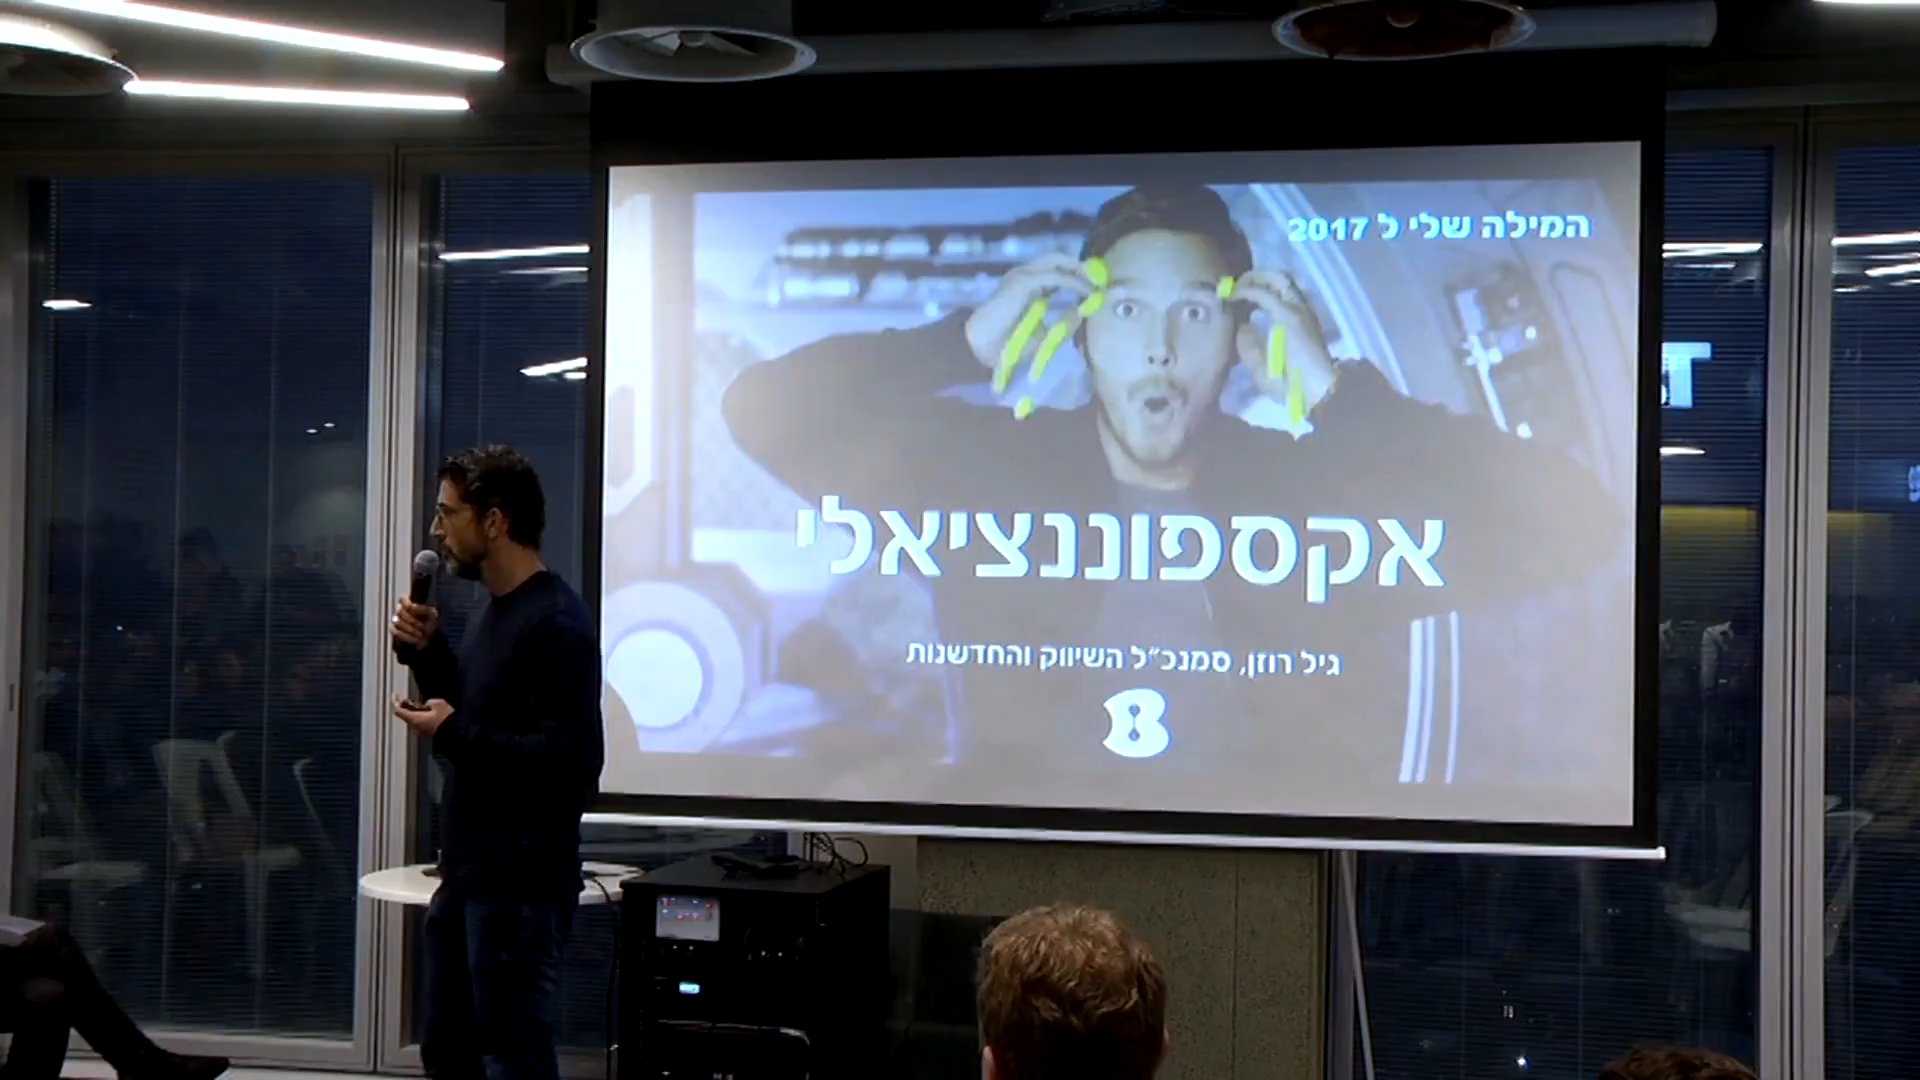 המילה שלי ל 2017
אקספוננציאלי
גיל רוזן, סמנכ״ל השיווק והחדשנות
B